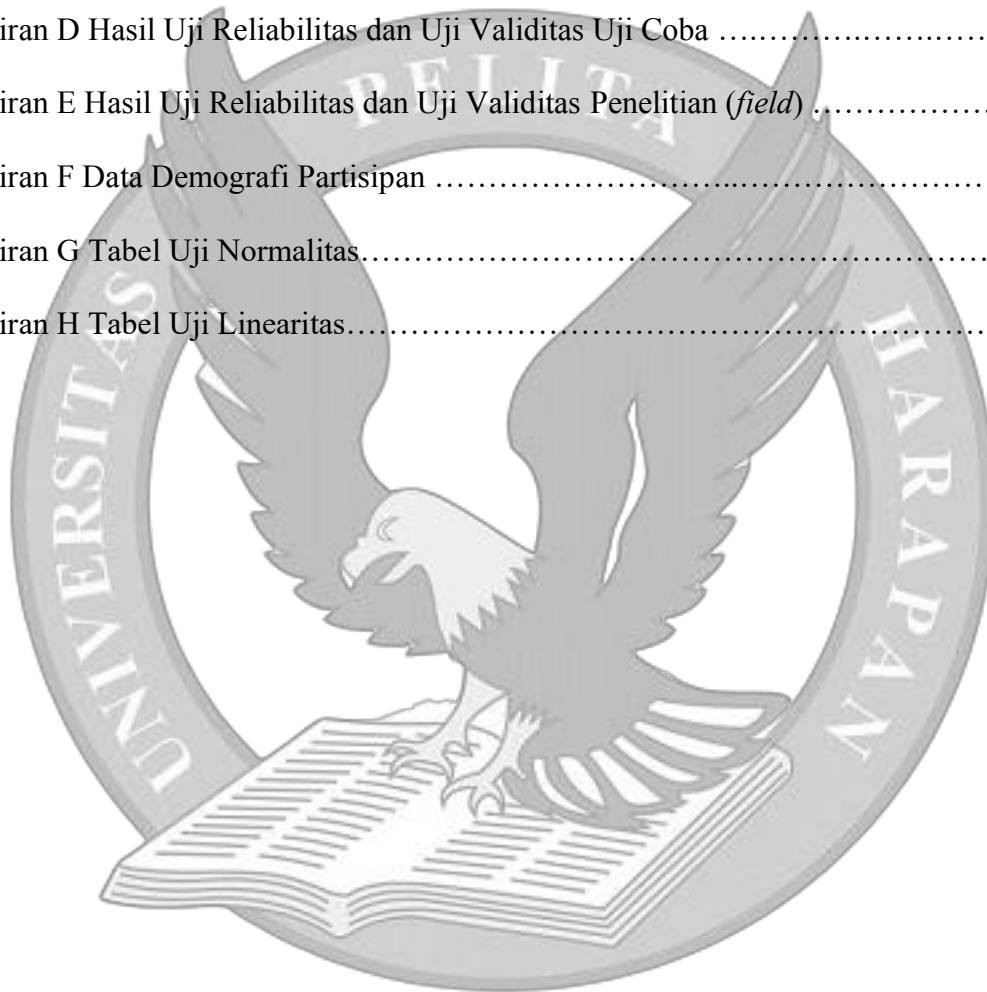 iran D Hasil Uji Reliabilitas dan Uji Validitas Uji Coba ….……….…….……
iran E Hasil Uji Reliabilitas dan Uji Validitas Penelitian (field) ………………
iran F Data Demografi Partisipan ……………………..……………………
iran G Tabel Uji Normalitas………………………………………………………
iran H Tabel Uji Linearitas…………………………………………………………
UNIVERSITAS PELITA HARAPAN